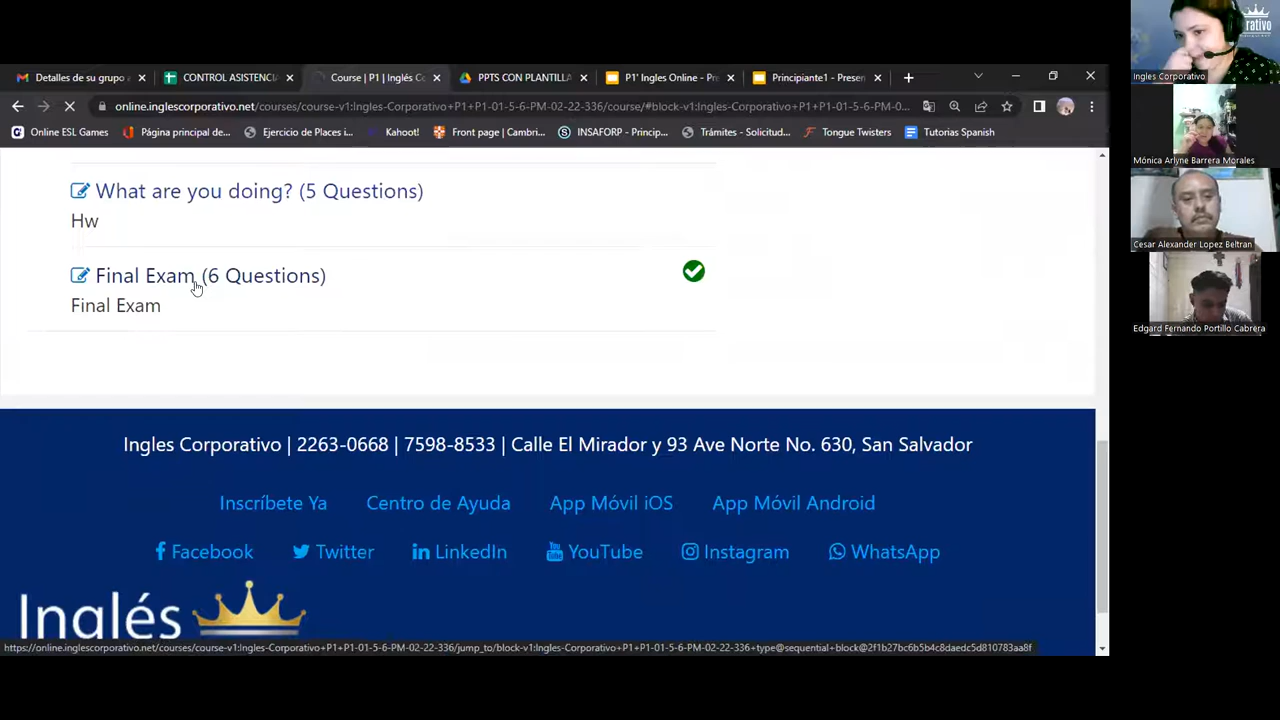 Detalles de su grupo a
CONTROL ASISTENCI
Course | P1 | Inglés Co
PPTS CON PLANTILLA
P1' Ingles Online - Pre
Principiante1 - Presen
online.inglescorporativo.net/courses/course-v1:Ingles-Corporativo+P1+P1-01-5-6-PM-02-22-336/course/#block-v1:Ingles-Corporativo+P1+P1-01-5-6-PM-0...
Online ESL Games
Página principal de...
Ejercicio de Places i...
Kahoot!
Front page | Cambri...
INSAFORP - Princip...
Trámites - Solicitud...
Tongue Twisters
Tutorias Spanish
What are you doing? (5 Questions)
Hw
Final Exam (6 Questions)
Final Exam
Ingles Corporativo | 2263-0668 | 7598-8533 | Calle El Mirador y 93 Ave Norte No. 630, San Salvador
Inscríbete Ya
Centro de Ayuda
App Móvil iOS
App Móvil Android
Facebook
Twitter
LinkedIn
YouTube
Instagram
WhatsApp
Inglés
https://online.inglescorporativo.net/courses/course-v1:Ingles-Corporativo+P1+P1-01-5-6-PM-02-22-336/jump_to/block-v1:Ingles-Corporativo+P1+P1-01-5-6-PM-02-22-336+type@sequential+block@2f1b27bc6b5b4c8daedc5d810783aa8f
rativo
Ingles Corporativo
Mónica Arlyne Barrera Morales
Cesar Alexander Lopez Beltran
Edgard Fernando Portillo Cabrera